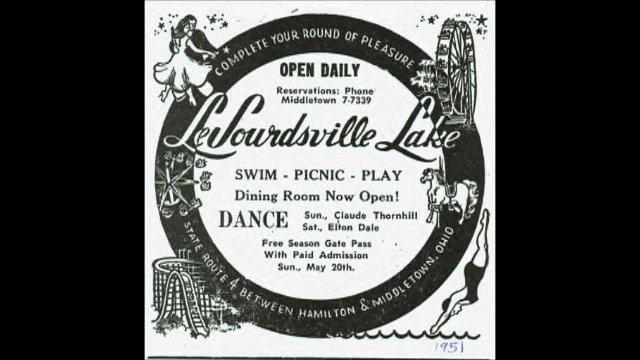 COMPLETE YOUR ROUND OF PLEASURE
OPEN DAILY
Reservations: Phone
Middletown 7-7339
LeSourdsville Lake
SWIM - PICNIC - PLAY
Dining Room Now Open!
DANCE
Sun., Claude Thornhill
Sat., Elton Dale
Free Season Gate Pass
With Paid Admission
Sun., May 20th.
STATE ROUTE 4 BETWEEN HAMILTON & MIDDLETOWN, OHIO
1951